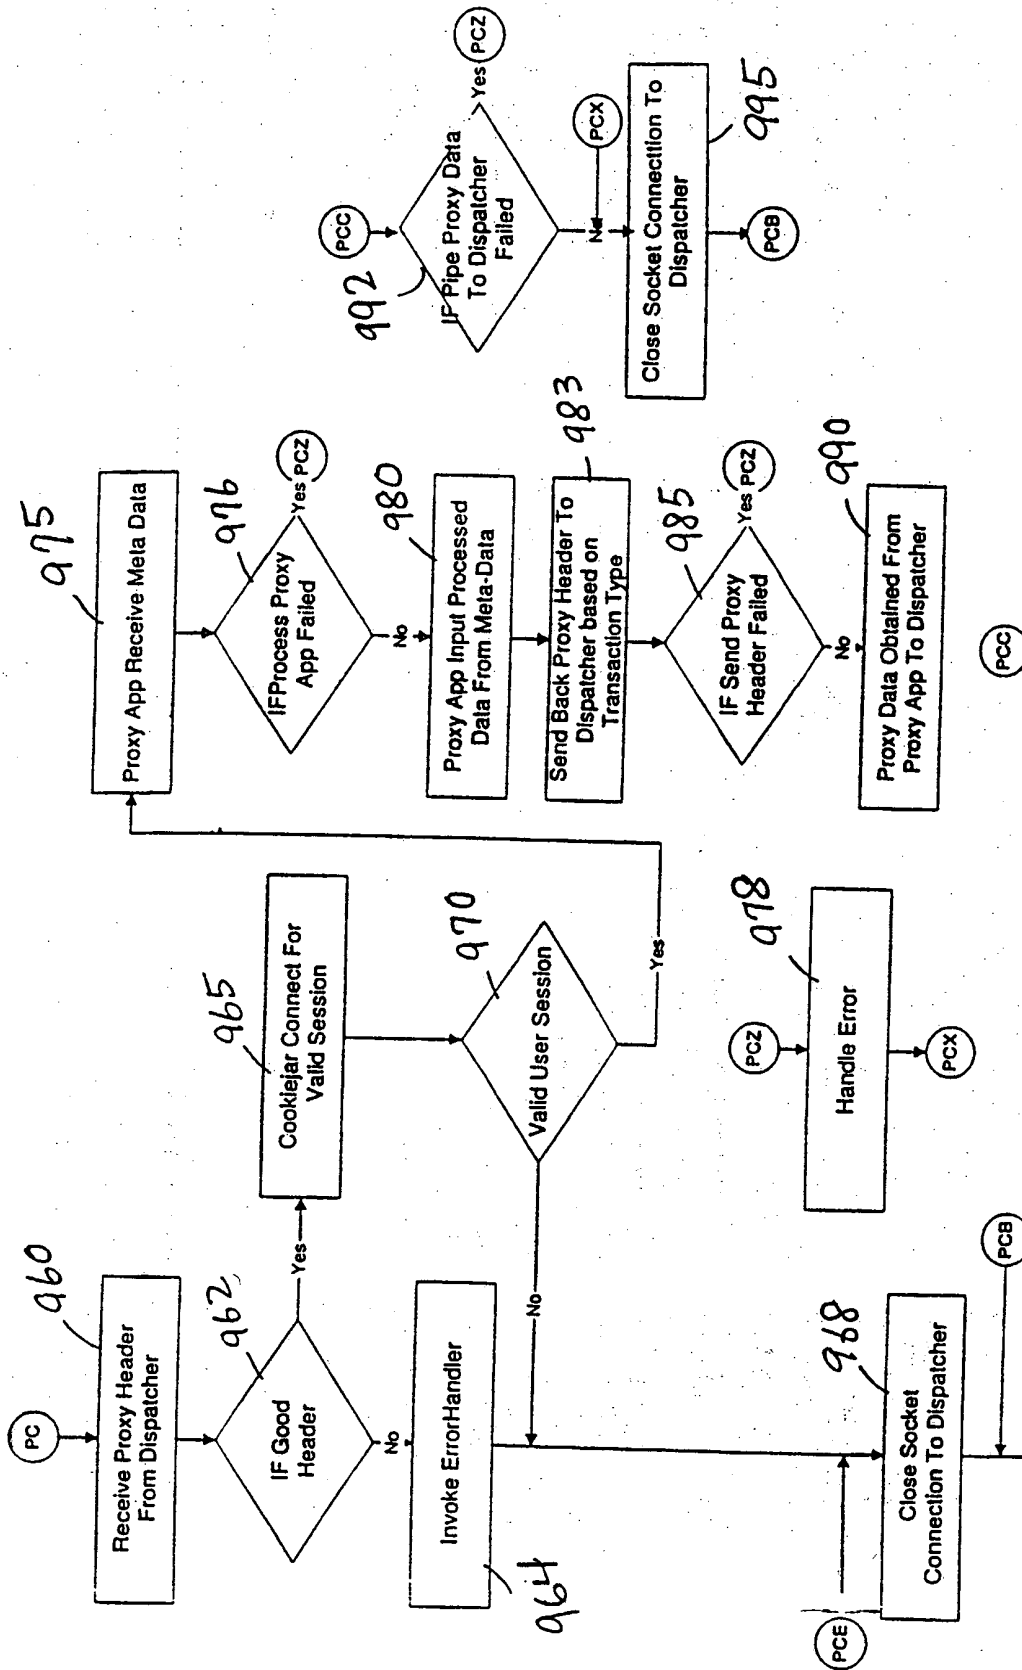 PC
960
Receive Proxy Header
From Dispatcher
962
IF Good
Header
Yes
No
Invoke ErrorHandler
964
965
Cookiejar Connect For
Valid Session
970
Valid User Session
No
Yes
PCE
968
Close Socket
Connection To Dispatcher
PCB
975
Proxy App Receive Meta Data
976
IFProcess Proxy
App Failed
Yes
PCZ
No
980
Proxy App Input Processed
Data From Meta-Data
983
Send Back Proxy Header To
Dispatcher based on
Transaction Type
985
IF Send Proxy
Header Failed
Yes
PCZ
No
990
Proxy Data Obtained From
Proxy App To Dispatcher
PCC
PCZ
978
Handle Error
PCX
PCC
992
IF Pipe Proxy Data
To Dispatcher
Failed
Yes
PCZ
No
PCX
Close Socket Connecttion To
Dispatcher
995
PCB